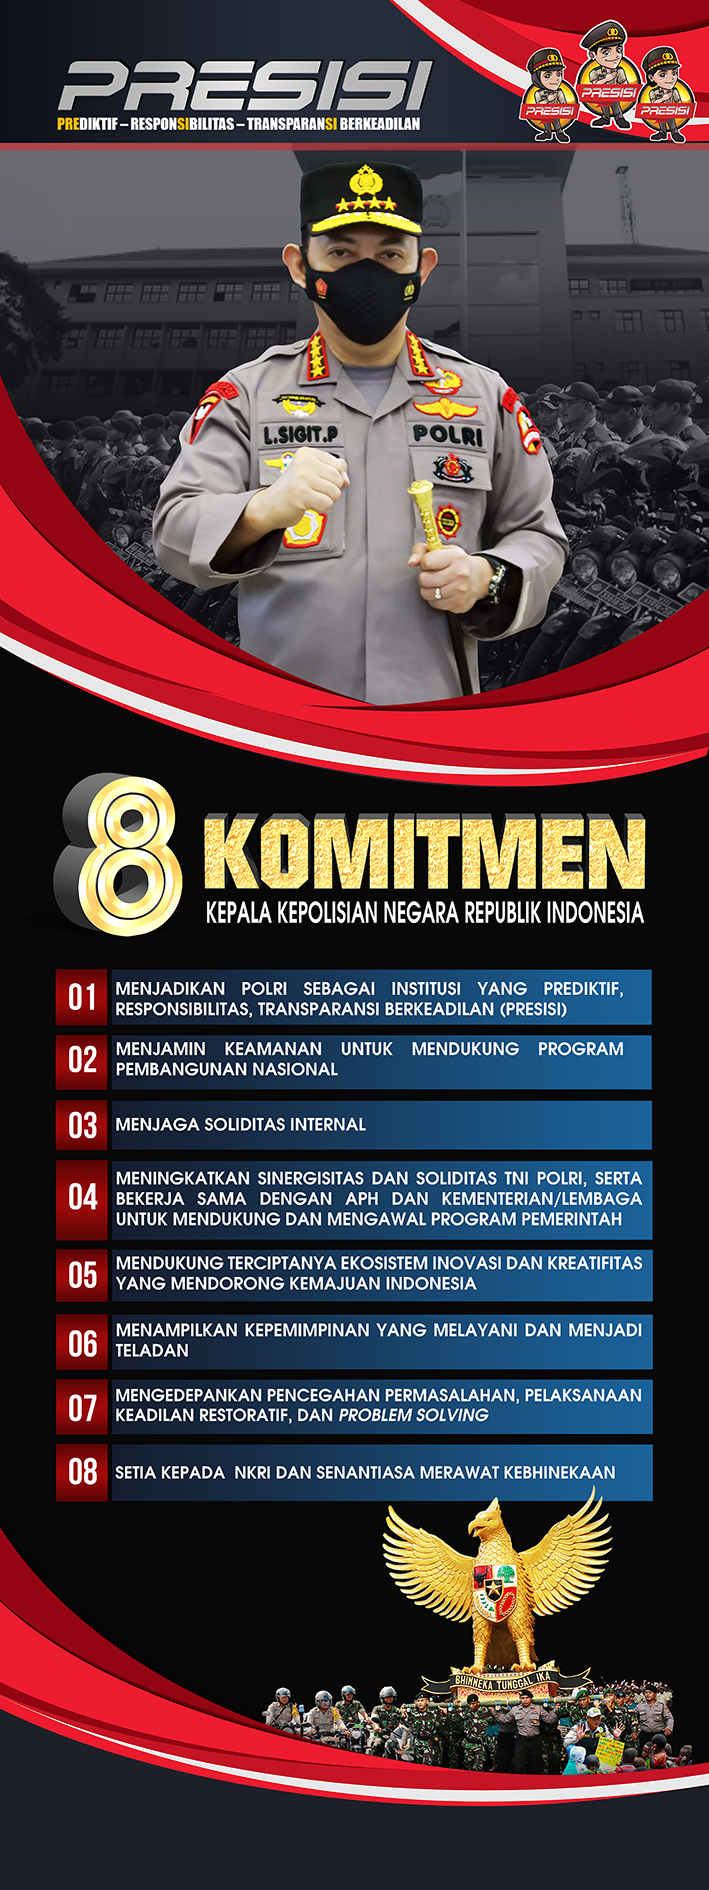 PRESISI
PREDIKTIF – RESPONSIBILITAS – TRANSPARANSI BERKEADILAN
PRESISI
PRESISI
PRESISI
L.SIGIT.P
POLRI
8 KOMITMEN
KEPALA KEPOLISIAN NEGARA REPUBLIK INDONESIA
01 MENJADIKAN POLRI SEBAGAI INSTITUSI YANG PREDIKTIF,
RESPONSIBILITAS, TRANSPARANSI BERKEADILAN (PRESISI)
02 MENJAMIN KEAMANAN UNTUK MENDUKUNG PROGRAM
PEMBANGUNAN NASIONAL
03 MENJAGA SOLIDITAS INTERNAL
04 MENINGKATKAN SINERGISITAS DAN SOLIDITAS TNI POLRI, SERTA
BEKERJA SAMA DENGAN APH DAN KEMENTERIAN/LEMBAGA
UNTUK MENDUKUNG DAN MENGAWAL PROGRAM PEMERINTAH
05 MENDUKUNG TERCIPTANYA EKOSISTEM INOVASI DAN KREATIFITAS
YANG MENDORONG KEMAJUAN INDONESIA
06 MENAMPILKAN KEPEMIMPINAN YANG MELAYANI DAN MENJADI
TELADAN
07 MENGEDEPANKAN PENCEGAHAN PERMASALAHAN, PELAKSANAAN
KEADILAN RESTORATIF, DAN PROBLEM SOLVING
08 SETIA KEPADA NKRI DAN SENANTIASA MERAWAT KEBHINEKAAN
BHINNEKA TUNGGAL IKA